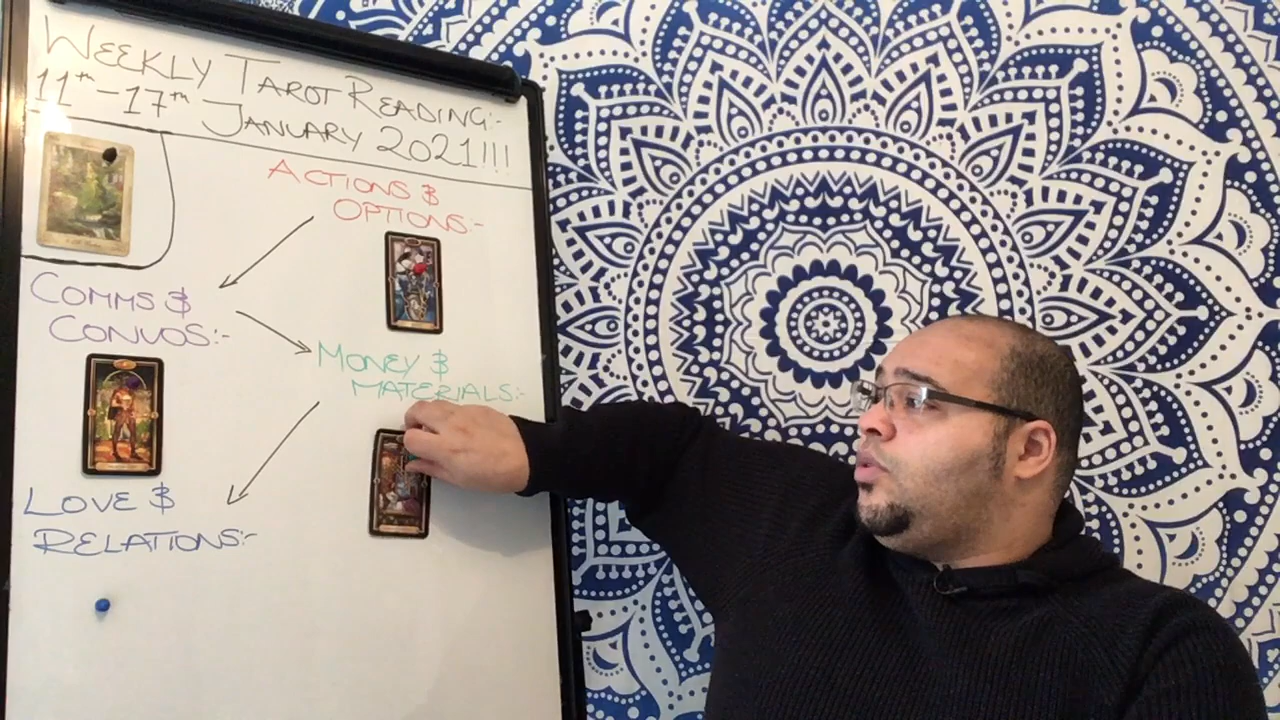 WEEKLY TAROT READING:-
11th - 17th JANUARY 2021!!!
ACTIONS &
OPTIONS:-
COMMS &
CONVOS:-
MONEY &
MATERIALS:-
LOVE &
RELATIONS:-